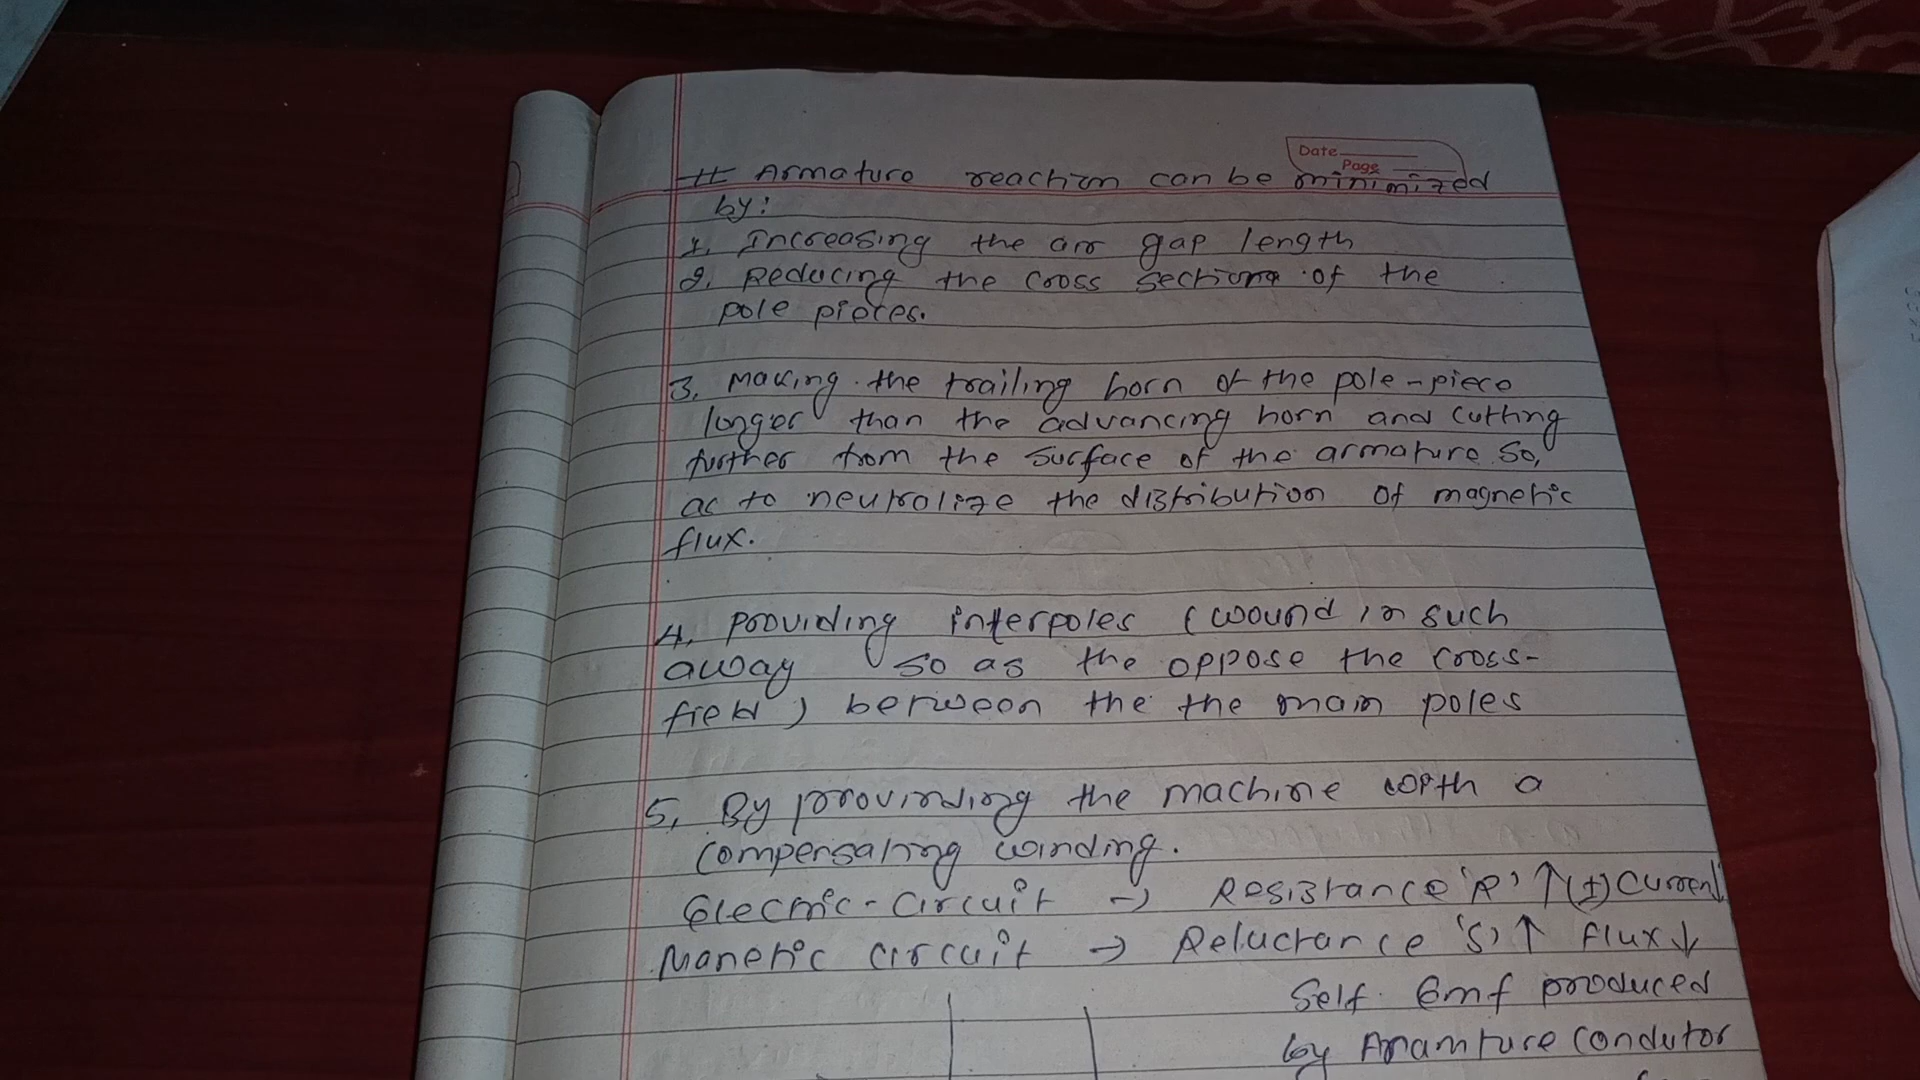 Date
Page
# Armature reaction can be minimized
by:
1. Increasing the air gap length
2. Reducing the cross sections of the
pole pieces.
3. Making the trailing horn of the pole-piece
longer than the advancing horn and cutting
further from the surface of the armature so,
as to neutralize the distribution of magnetic
flux.
4. Providing interpoles (wound in such
away so as the oppose the cross-
field) between the the main poles
5. By provinding the machine with a
compensating winding.
Electric-circuit → Resistance 'R' ↑ (I) Current↓
Manetic circuit → Reluctance 'S' ↑ flux ↓
Self Emf produced
by Aramture Condutor